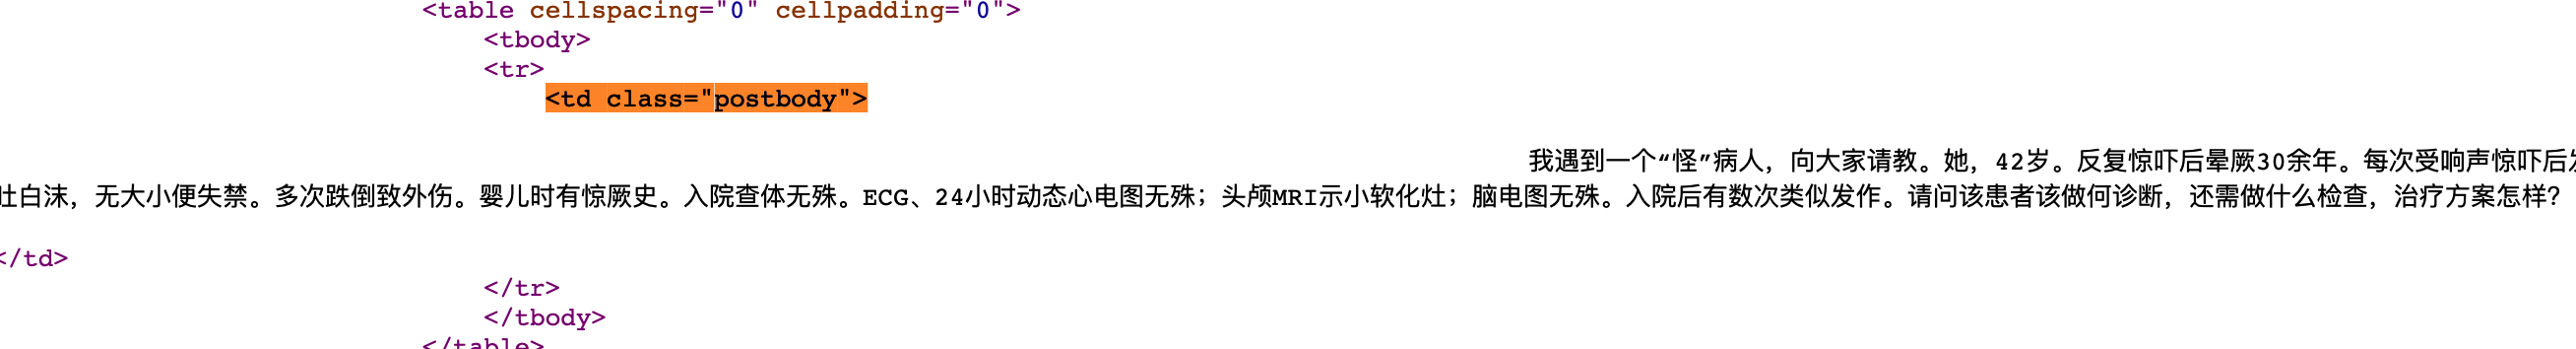 <table cellspacing="0" cellpadding="0">
<tbody>
<tr>
<td class="postbody">
我遇到一个“怪”病人，向大家请教。她，42岁。反复惊吓后晕厥30余年。每次受响声惊吓后
吐白沫，无大小便失禁。多次跌倒致外伤。婴儿时有惊厥史。入院查体无殊。ECG、24小时动态心电图无殊；头颅MRI示小软化灶；脑电图无殊。入院后有数次类似发作。请问该患者该做何诊断，还需做什么检查，治疗方案怎样？
</td>
</tr>
</tbody>
</table>